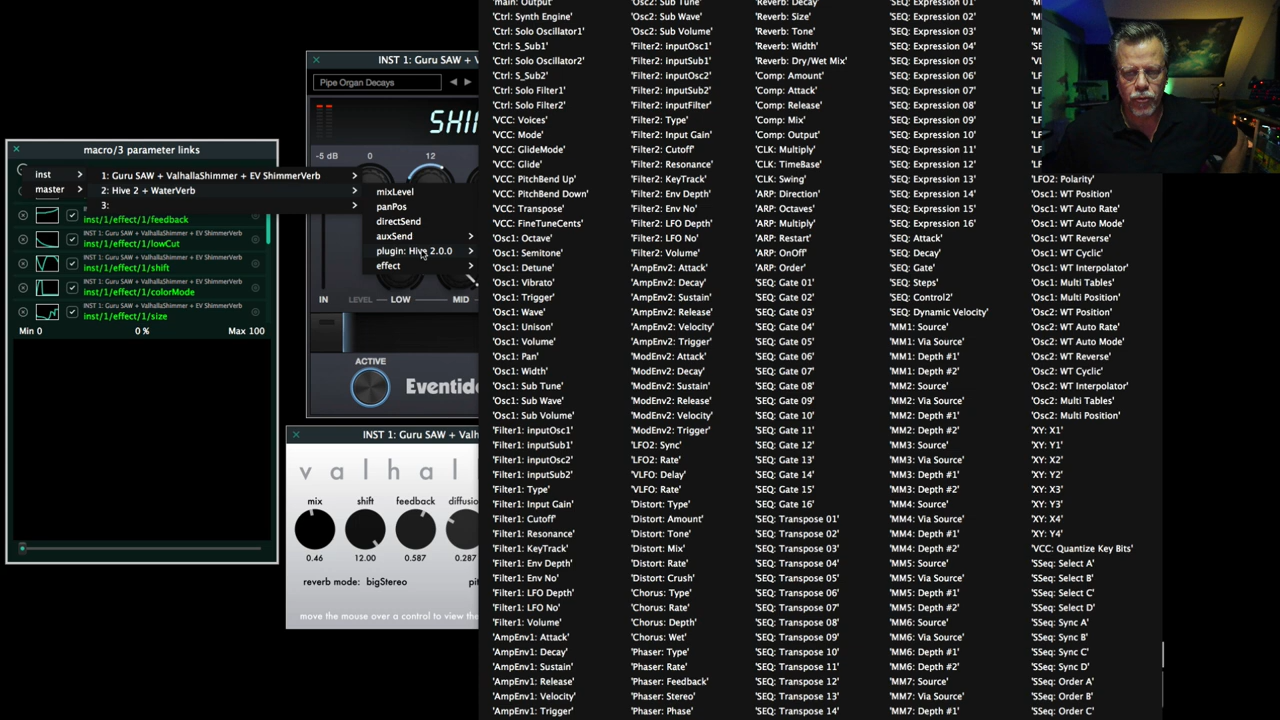 macro/3 parameter links
inst
master
1: Guru SAW + ValhallaShimmer + EV ShimmerVerb
2: Hive 2 + WaterVerb
3:
inst/1/effect/1/feedback
INST 1: Guru SAW + ValhallaShimmer + EV ShimmerVerb
inst/1/effect/1/lowCut
INST 1: Guru SAW + ValhallaShimmer + EV ShimmerVerb
inst/1/effect/1/shift
INST 1: Guru SAW + ValhallaShimmer + EV ShimmerVerb
inst/1/effect/1/colorMode
INST 1: Guru SAW + ValhallaShimmer + EV ShimmerVerb
inst/1/effect/1/size
Min 0
0 %
Max 100
INST 1: Guru SAW + V
Pipe Organ Decays
SHI
-5 dB
0
12
mixLevel
panPos
directSend
auxSend
plugin: Hive 2.0.0
effect
IN
LEVEL
LOW
MID
ACTIVE
Eventide
INST 1: Guru SAW + Valh
valhal
mix
shift
feedback
diffusio
0.46
12.00
0.587
0.287
reverb mode:
bigStereo
pit
move the mouse over a control to view the
'main: Output'
'Ctrl: Synth Engine'
'Ctrl: Solo Oscillator1'
'Ctrl: S_Sub1'
'Ctrl: Solo Oscillator2'
'Ctrl: S_Sub2'
'Ctrl: Solo Filter1'
'Ctrl: Solo Filter2'
'VCC: Voices'
'VCC: Mode'
'VCC: GlideMode'
'VCC: Glide'
'VCC: PitchBend Up'
'VCC: PitchBend Down'
'VCC: Transpose'
'VCC: FineTuneCents'
'Osc1: Octave'
'Osc1: Semitone'
'Osc1: Detune'
'Osc1: Vibrato'
'Osc1: Trigger'
'Osc1: Wave'
'Osc1: Unison'
'Osc1: Volume'
'Osc1: Pan'
'Osc1: Width'
'Osc1: Sub Tune'
'Osc1: Sub Wave'
'Osc1: Sub Volume'
'Filter1: inputOsc1'
'Filter1: inputSub1'
'Filter1: inputOsc2'
'Filter1: inputSub2'
'Filter1: Type'
'Filter1: Input Gain'
'Filter1: Cutoff'
'Filter1: Resonance'
'Filter1: KeyTrack'
'Filter1: Env Depth'
'Filter1: Env No'
'Filter1: LFO Depth'
'Filter1: LFO No'
'Filter1: Volume'
'AmpEnv1: Attack'
'AmpEnv1: Decay'
'AmpEnv1: Sustain'
'AmpEnv1: Release'
'AmpEnv1: Velocity'
'AmpEnv1: Trigger'
'Osc2: Sub Tune'
'Osc2: Sub Wave'
'Osc2: Sub Volume'
'Filter2: inputOsc1'
'Filter2: inputSub1'
'Filter2: inputOsc2'
'Filter2: inputSub2'
'Filter2: inputFilter'
'Filter2: Type'
'Filter2: Input Gain'
'Filter2: Cutoff'
'Filter2: Resonance'
'Filter2: KeyTrack'
'Filter2: Env Depth'
'Filter2: Env No'
'Filter2: LFO Depth'
'Filter2: LFO No'
'Filter2: Volume'
'AmpEnv2: Attack'
'AmpEnv2: Decay'
'AmpEnv2: Sustain'
'AmpEnv2: Release'
'AmpEnv2: Velocity'
'AmpEnv2: Trigger'
'ModEnv2: Attack'
'ModEnv2: Decay'
'ModEnv2: Sustain'
'ModEnv2: Release'
'ModEnv2: Velocity'
'ModEnv2: Trigger'
'LFO2: Sync'
'LFO2: Rate'
'VLFO: Delay'
'VLFO: Rate'
'Distort: Type'
'Distort: Amount'
'Distort: Tone'
'Distort: Mix'
'Distort: Rate'
'Distort: Crush'
'Chorus: Type'
'Chorus: Rate'
'Chorus: Depth'
'Chorus: Wet'
'Phaser: Type'
'Phaser: Rate'
'Phaser: Feedback'
'Phaser: Stereo'
'Phaser: Phase'
'Reverb: Decay'
'Reverb: Size'
'Reverb: Tone'
'Reverb: Width'
'Reverb: Dry/Wet Mix'
'Comp: Amount'
'Comp: Attack'
'Comp: Release'
'Comp: Mix'
'Comp: Output'
'CLK: Multiply'
'CLK: TimeBase'
'CLK: Swing'
'ARP: Direction'
'ARP: Octaves'
'ARP: Multiply'
'ARP: Restart'
'ARP: OnOff'
'ARP: Order'
'SEQ: Gate 01'
'SEQ: Gate 02'
'SEQ: Gate 03'
'SEQ: Gate 04'
'SEQ: Gate 05'
'SEQ: Gate 06'
'SEQ: Gate 07'
'SEQ: Gate 08'
'SEQ: Gate 09'
'SEQ: Gate 10'
'SEQ: Gate 11'
'SEQ: Gate 12'
'SEQ: Gate 13'
'SEQ: Gate 14'
'SEQ: Gate 15'
'SEQ: Gate 16'
'SEQ: Transpose 01'
'SEQ: Transpose 02'
'SEQ: Transpose 03'
'SEQ: Transpose 04'
'SEQ: Transpose 05'
'SEQ: Transpose 06'
'SEQ: Transpose 07'
'SEQ: Transpose 08'
'SEQ: Transpose 09'
'SEQ: Transpose 10'
'SEQ: Transpose 11'
'SEQ: Transpose 12'
'SEQ: Transpose 13'
'SEQ: Transpose 14'
'SEQ: Expression 01'
'SEQ: Expression 02'
'SEQ: Expression 03'
'SEQ: Expression 04'
'SEQ: Expression 05'
'SEQ: Expression 06'
'SEQ: Expression 07'
'SEQ: Expression 08'
'SEQ: Expression 09'
'SEQ: Expression 10'
'SEQ: Expression 11'
'SEQ: Expression 12'
'SEQ: Expression 13'
'SEQ: Expression 14'
'SEQ: Expression 15'
'SEQ: Expression 16'
'SEQ: Attack'
'SEQ: Decay'
'SEQ: Gate'
'SEQ: Steps'
'SEQ: Control2'
'SEQ: Dynamic Velocity'
'MM1: Source'
'MM1: Via Source'
'MM1: Depth #1'
'MM1: Depth #2'
'MM2: Source'
'MM2: Via Source'
'MM2: Depth #1'
'MM2: Depth #2'
'MM3: Source'
'MM3: Via Source'
'MM3: Depth #1'
'MM3: Depth #2'
'MM4: Source'
'MM4: Via Source'
'MM4: Depth #1'
'MM4: Depth #2'
'MM5: Source'
'MM5: Via Source'
'MM5: Depth #1'
'MM5: Depth #2'
'MM6: Source'
'MM6: Via Source'
'MM6: Depth #1'
'MM6: Depth #2'
'MM7: Source'
'MM7: Via Source'
'MM7: Depth #1'
'LFO2: Polarity'
'Osc1: WT Position'
'Osc1: WT Auto Rate'
'Osc1: WT Auto Mode'
'Osc1: WT Reverse'
'Osc1: WT Cyclic'
'Osc1: WT Interpolator'
'Osc1: Multi Tables'
'Osc1: Multi Position'
'Osc2: WT Position'
'Osc2: WT Auto Rate'
'Osc2: WT Auto Mode'
'Osc2: WT Reverse'
'Osc2: WT Cyclic'
'Osc2: WT Interpolator'
'Osc2: Multi Tables'
'Osc2: Multi Position'
'XY: X1'
'XY: Y1'
'XY: X2'
'XY: Y2'
'XY: X3'
'XY: Y3'
'XY: X4'
'XY: Y4'
'VCC: Quantize Key Bits'
'SSeq: Select A'
'SSeq: Select B'
'SSeq: Select C'
'SSeq: Select D'
'SSeq: Sync A'
'SSeq: Sync B'
'SSeq: Sync C'
'SSeq: Sync D'
'SSeq: Order A'
'SSeq: Order B'
'SSeq: Order C'